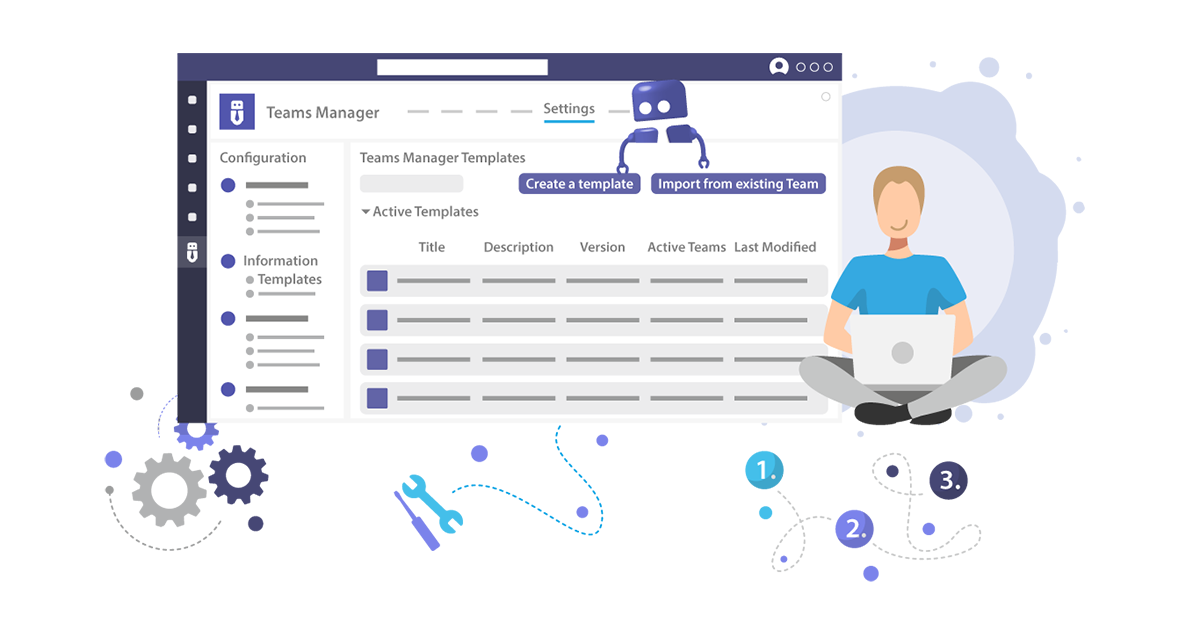 Teams Manager
Settings
Configuration
Teams Manager Templates
Create a template
Import from existing Team
Active Templates
Title Description Version Active Teams Last Modified
Information
Templates
1.
2.
3.